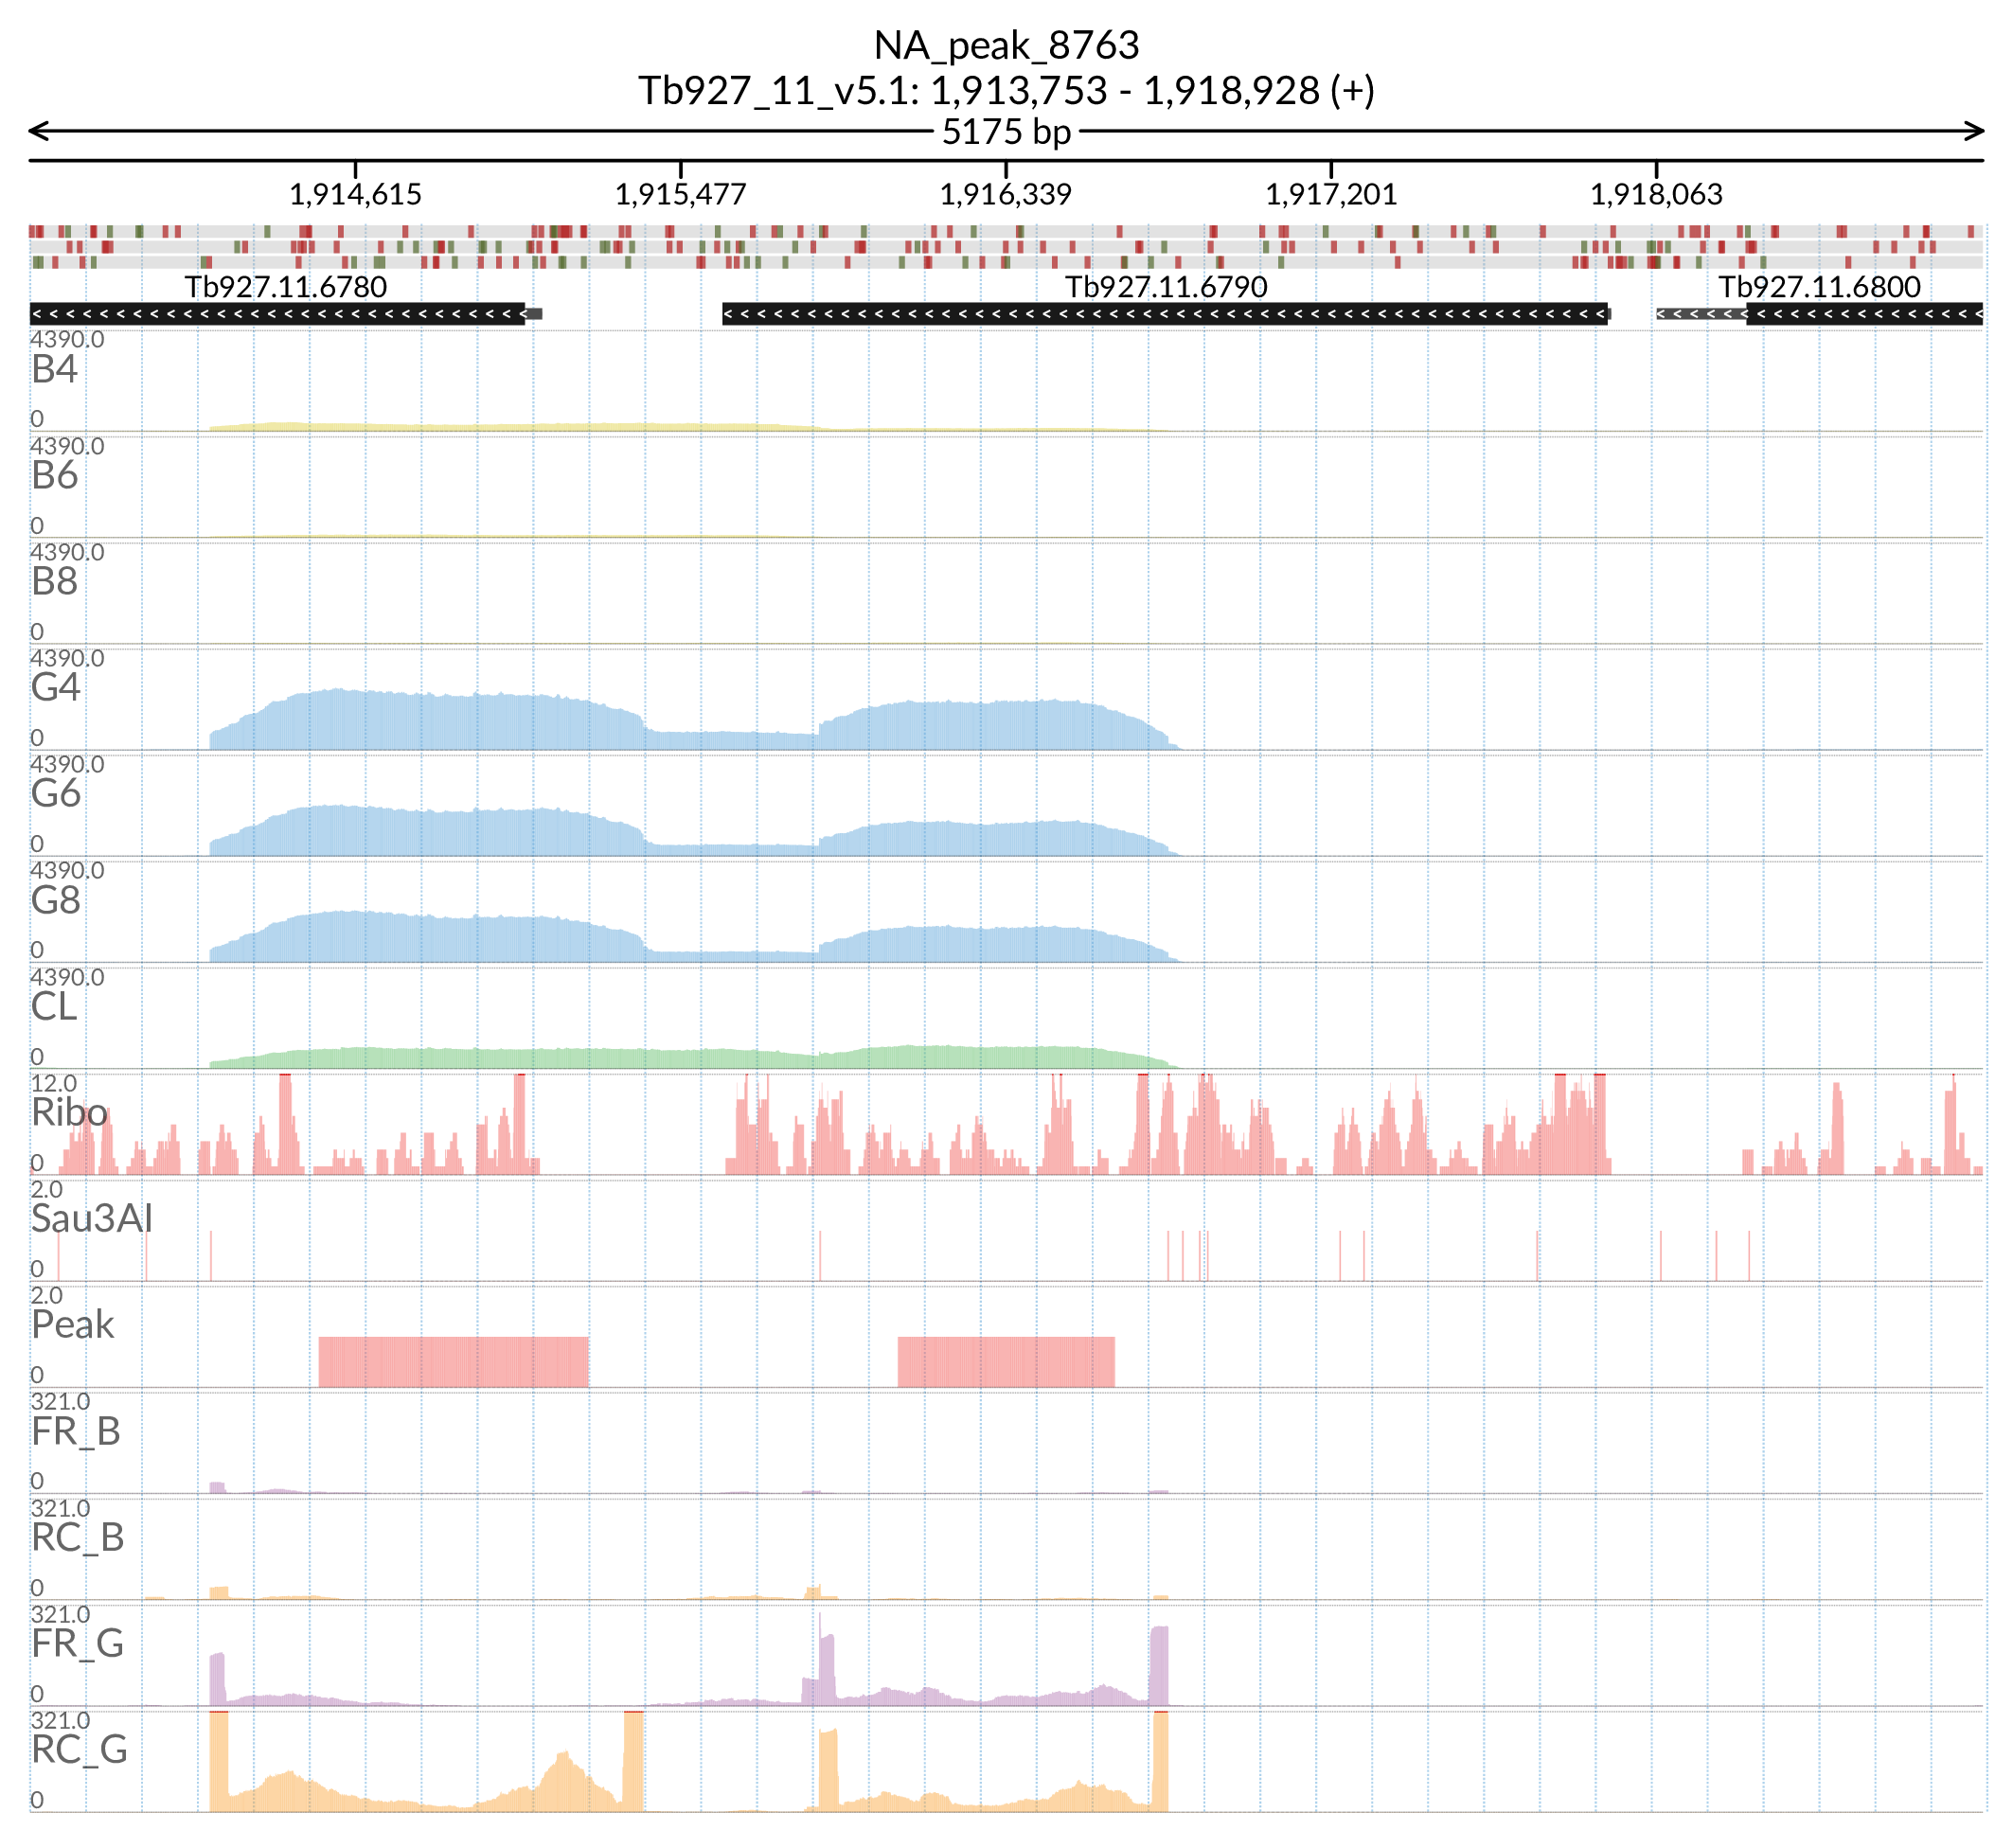 NA_peak_8763
Tb927_11_v5.1: 1,913,753 - 1,918,928 (+)
5175 bp
1,914,615 1,915,477 1,916,339 1,917,201 1,918,063
Tb927.11.6780 Tb927.11.6790 Tb927.11.6800
4390.0
B4
0
4390.0
B6
0
4390.0
B8
0
4390.0
G4
0
4390.0
G6
0
4390.0
G8
0
4390.0
CL
0
12.0
Ribo
0
2.0
Sau3AI
0
2.0
Peak
0
321.0
FR_B
0
321.0
RC_B
0
321.0
FR_G
0
321.0
RC_G
0